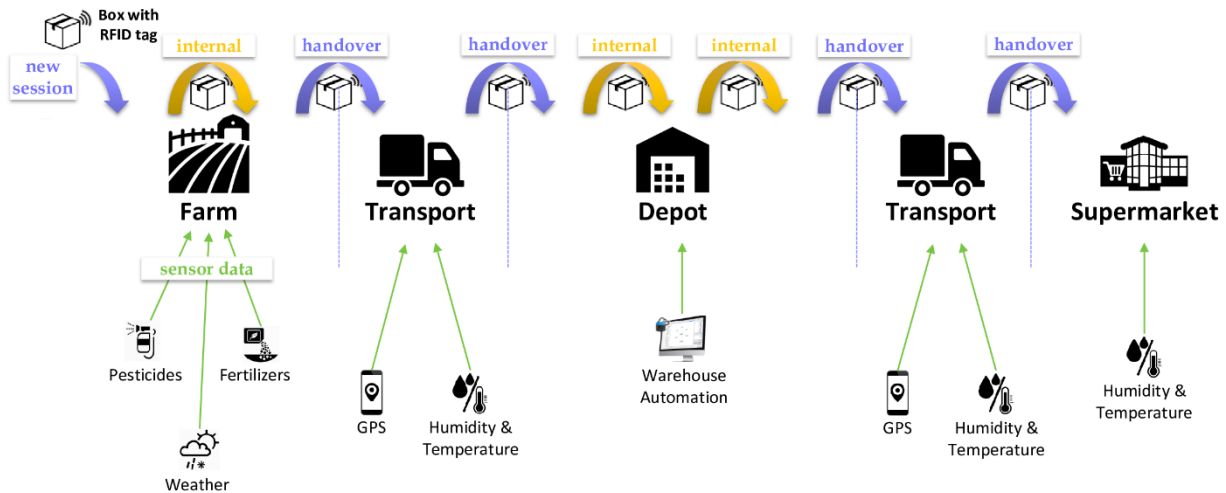 Box with
RFID tag
new
session
internal
handover
handover
internal
internal
handover
handover
Farm
Transport
Depot
Transport
Supermarket
sensor data
Pesticides
Fertilizers
Weather
GPS
Humidity &
Temperature
Warehouse
Automation
GPS
Humidity &
Temperature
Humidity &
Temperature